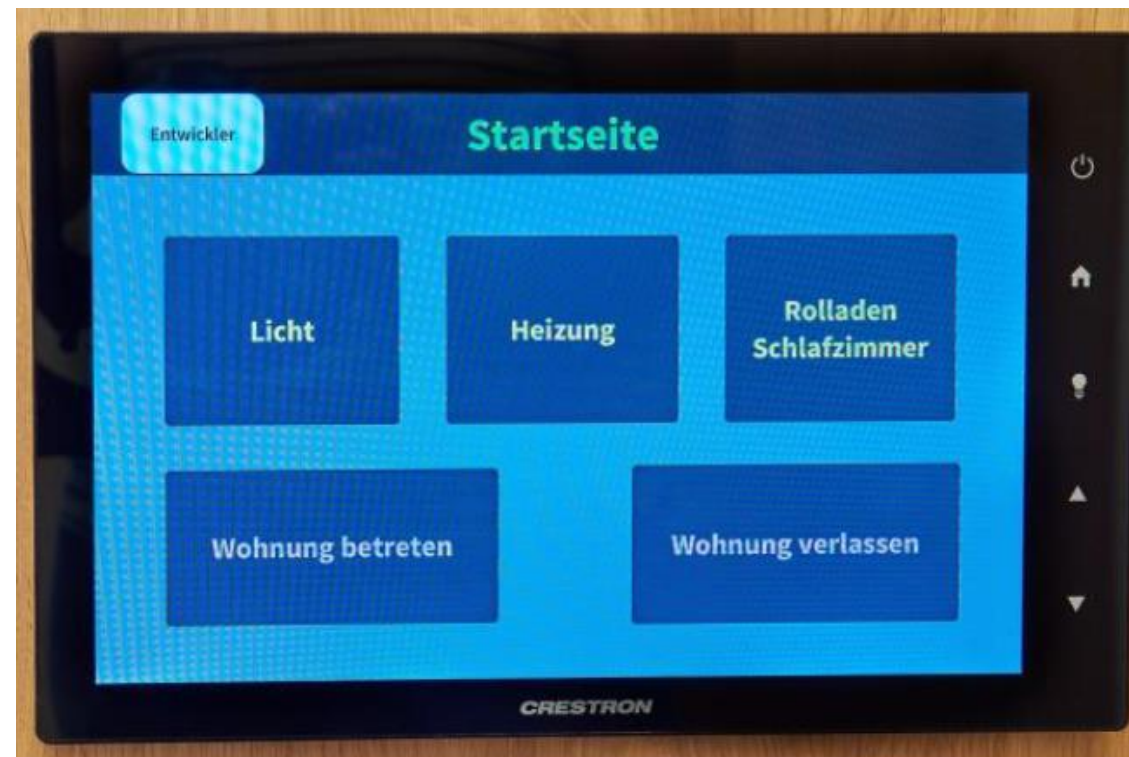 Entwickler
Startseite
Licht
Heizung
Rolladen
Schlafzimmer
Wohnung betreten
Wohnung verlassen
CRESTRON